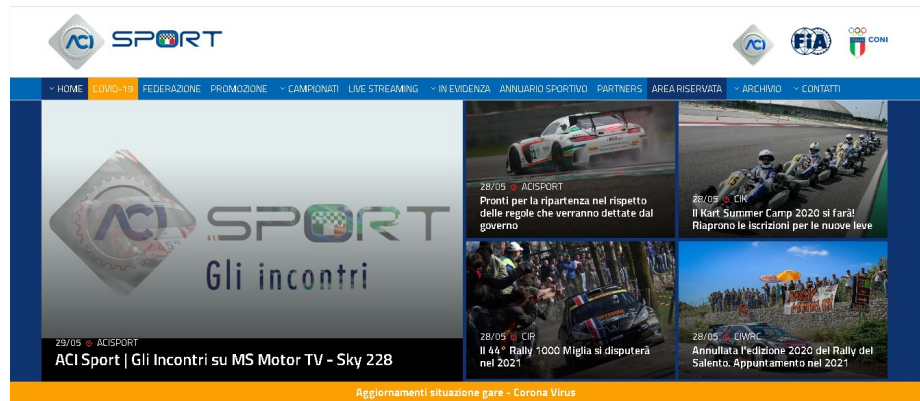 ACI SPORT
ACI FiA ITALIA CONI
HOME COVID-19 FEDERAZIONE PROMOZIONE CAMPIONATI LIVE STREAMING IN EVIDENZA ANNUARIO SPORTIVO PARTNERS AREA RISERVATA ARCHIVIO CONTATTI
ACI SPORT
Gli incontri
29/05 ACISPORT
ACI Sport | Gli Incontri su MS Motor TV - Sky 228
28/05 ACISPORT
Pronti per la ripartenza nel rispetto
delle regole che verranno dettate dal
governo
28/05 CIK
Il Kart Summer Camp 2020 si farà!
Riaprono le iscrizioni per le nuove leve
28/05 CIR
Il 44° Rally 1000 Miglia si disputerà
nel 2021
28/05 CIWRC
Annullata l'edizione 2020 del Rally del
Salento. Appuntamento nel 2021
Aggiornamenti situazione gare - Corona Virus